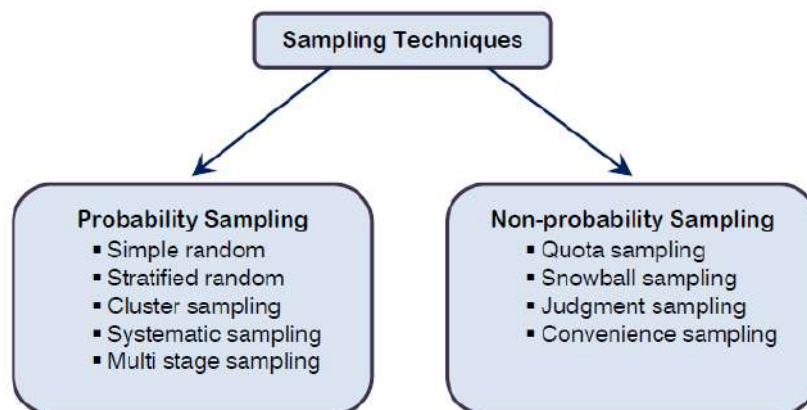 Sampling Techniques
Probability Sampling
▪ Simple random
▪ Stratified random
▪ Cluster sampling
▪ Systematic sampling
▪ Multi stage sampling
Non-probability Sampling
▪ Quota sampling
▪ Snowball sampling
▪ Judgment sampling
▪ Convenience sampling